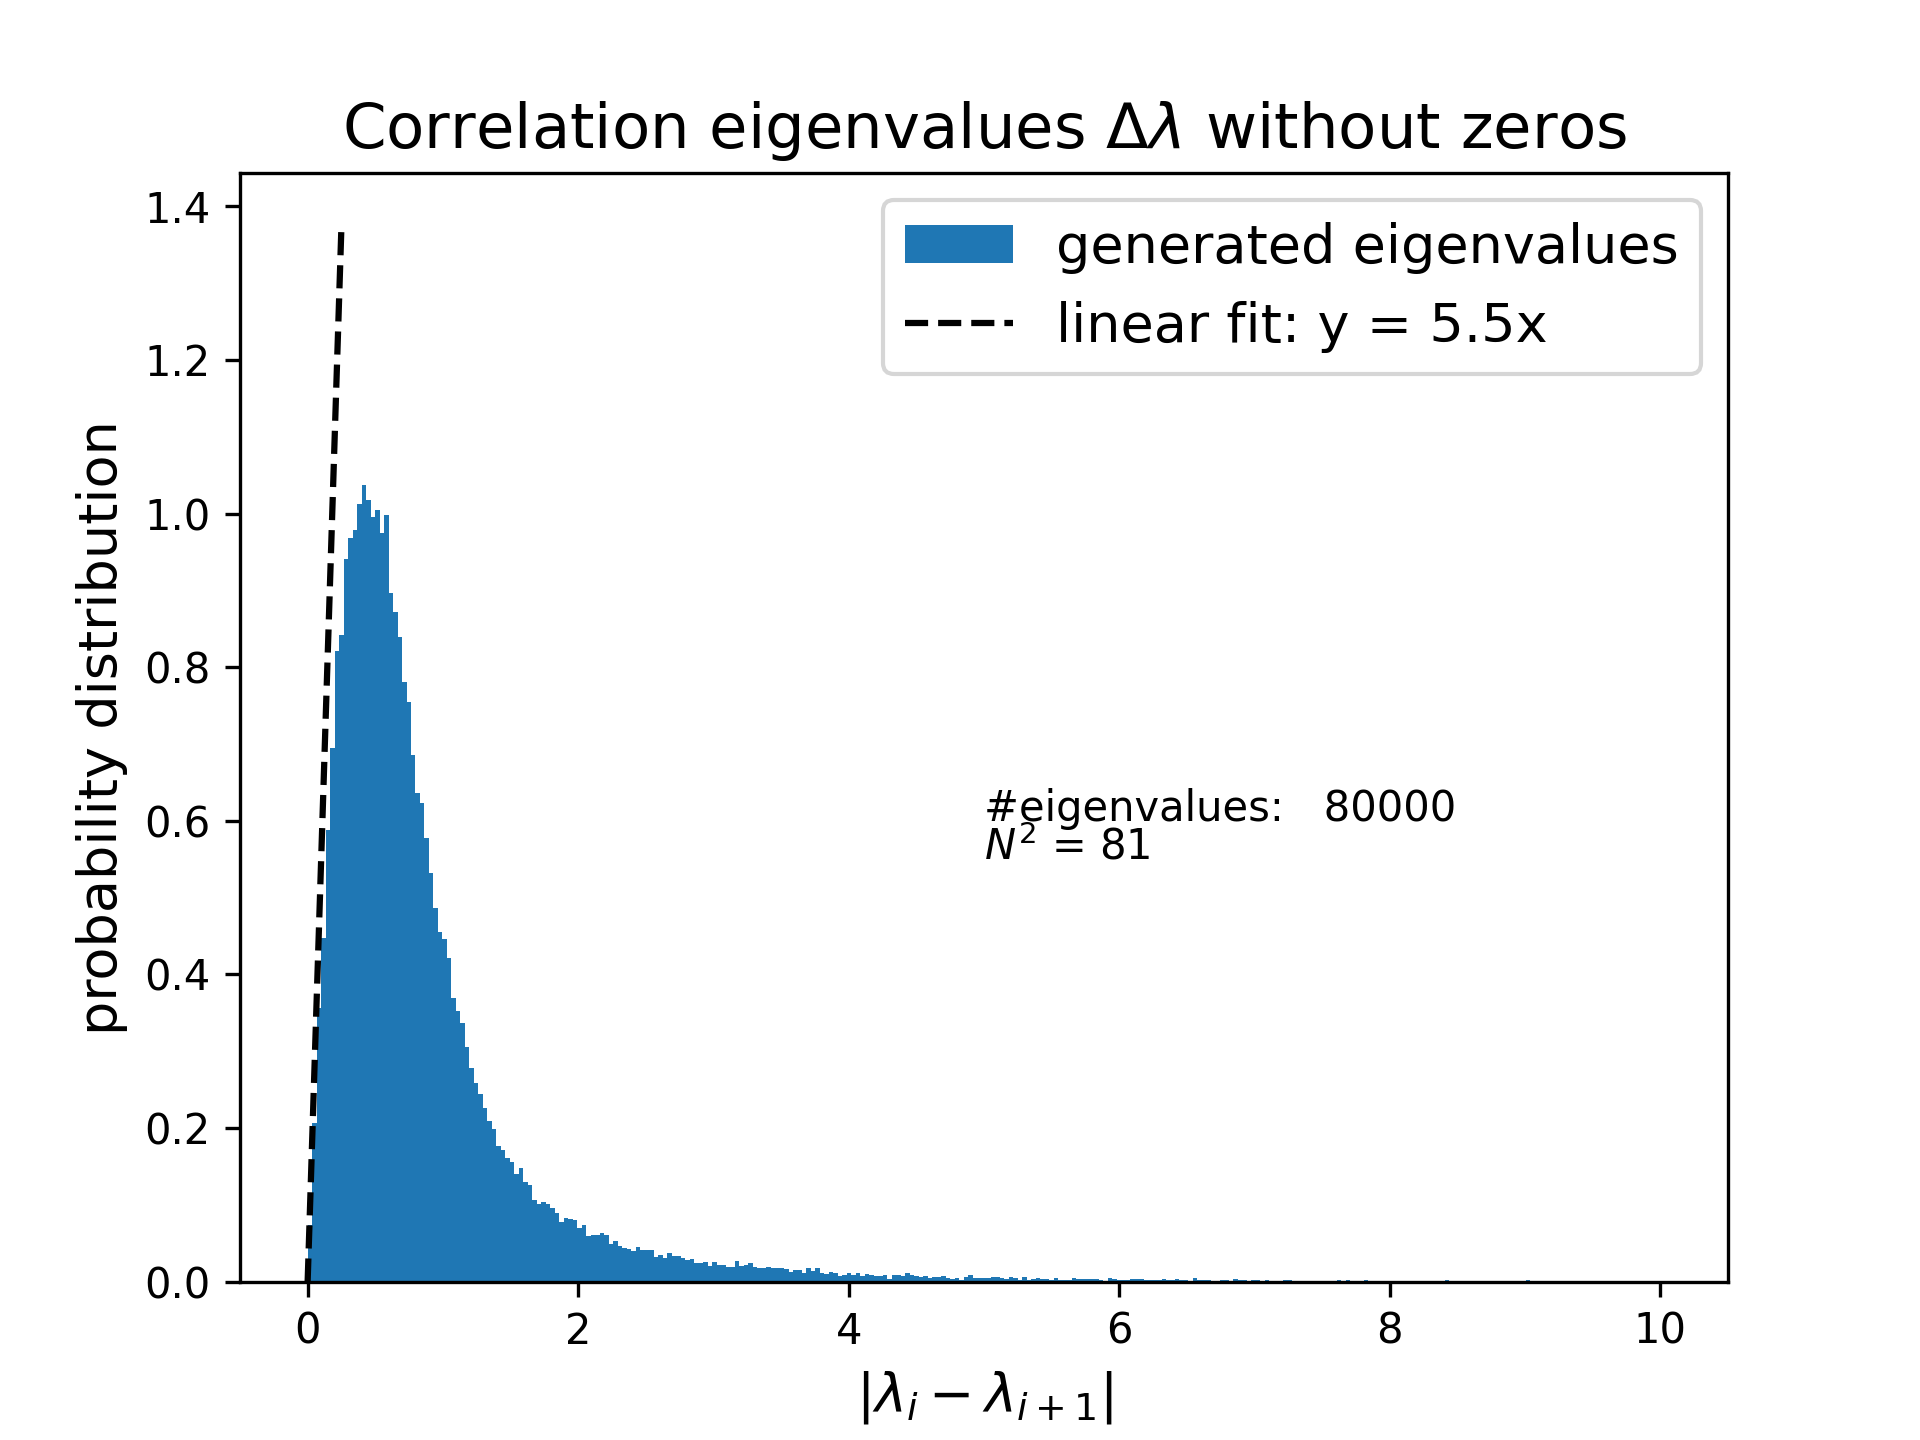 Correlation eigenvalues Δλ without zeros
generated eigenvalues
linear fit: y = 5.5x
#eigenvalues: 80000
N² = 81
probability distribution
1.4
1.2
1.0
0.8
0.6
0.4
0.2
0.0
0 2 4 6 8 10
|λᵢ − λᵢ₊₁|